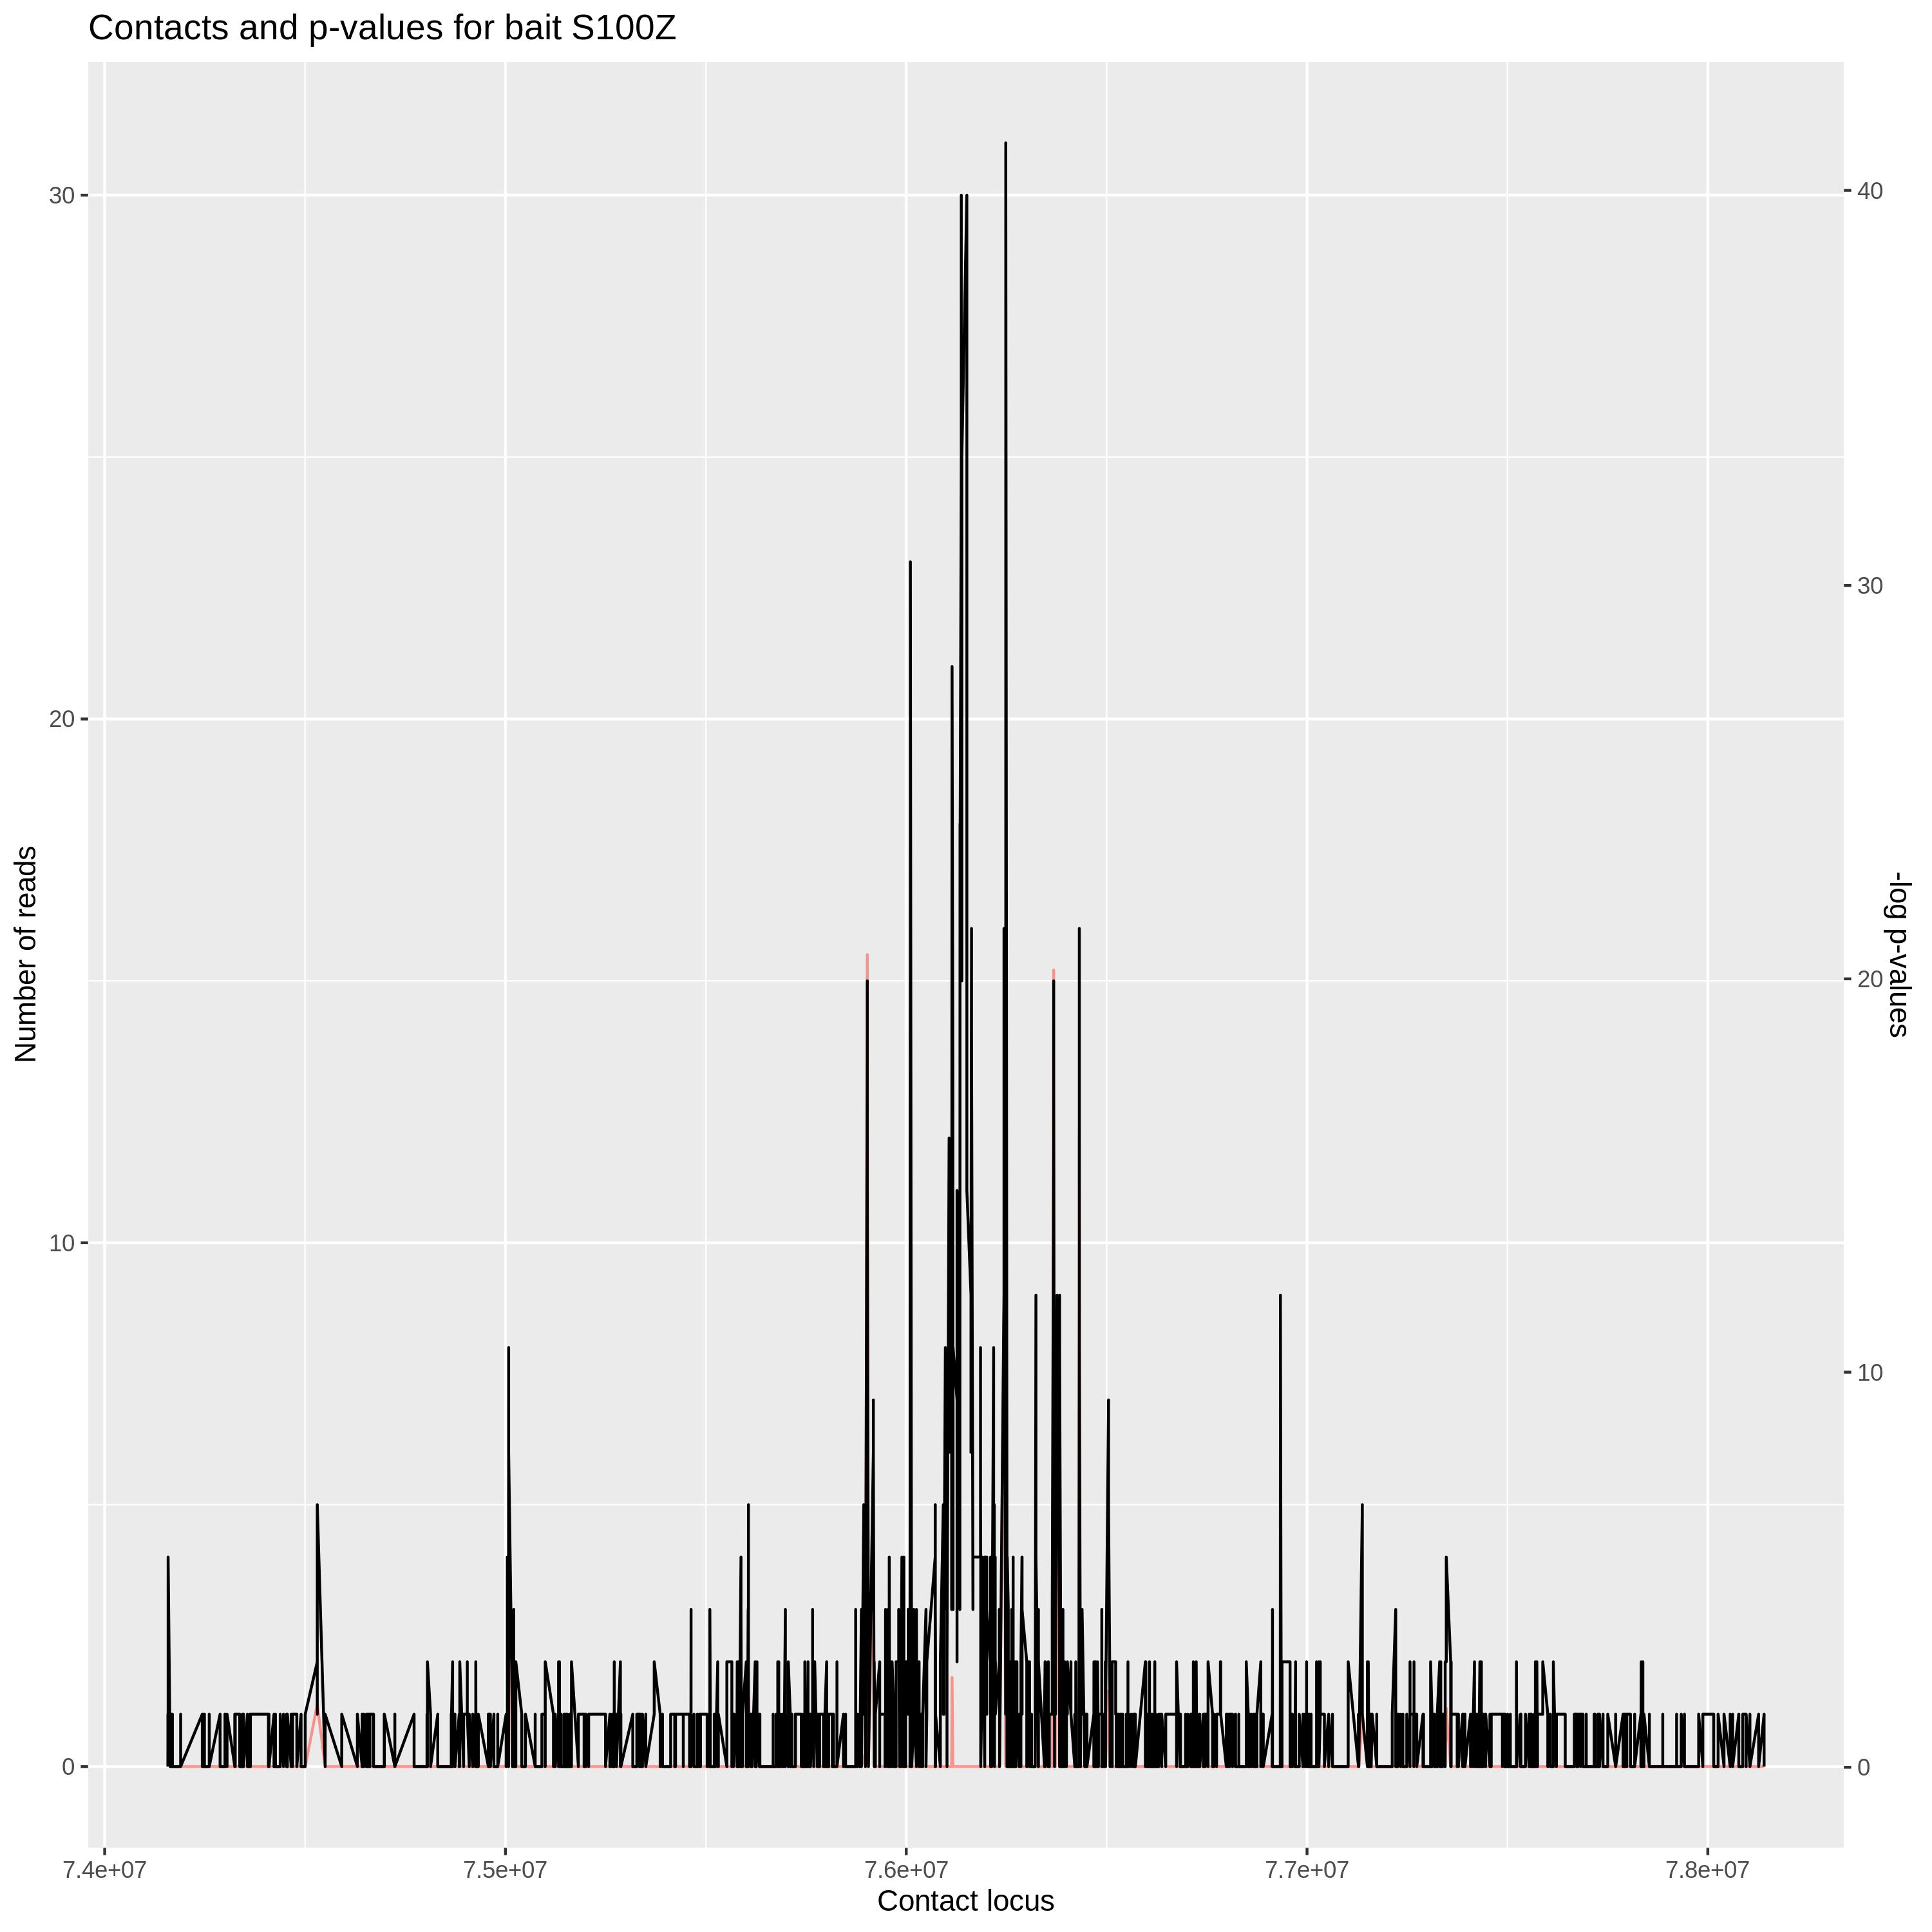 Contacts and p-values for bait S100Z
30
20
10
0
Number of reads
40
30
20
10
0
-log p-values
7.4e+07
7.5e+07
7.6e+07
7.7e+07
7.8e+07
Contact locus